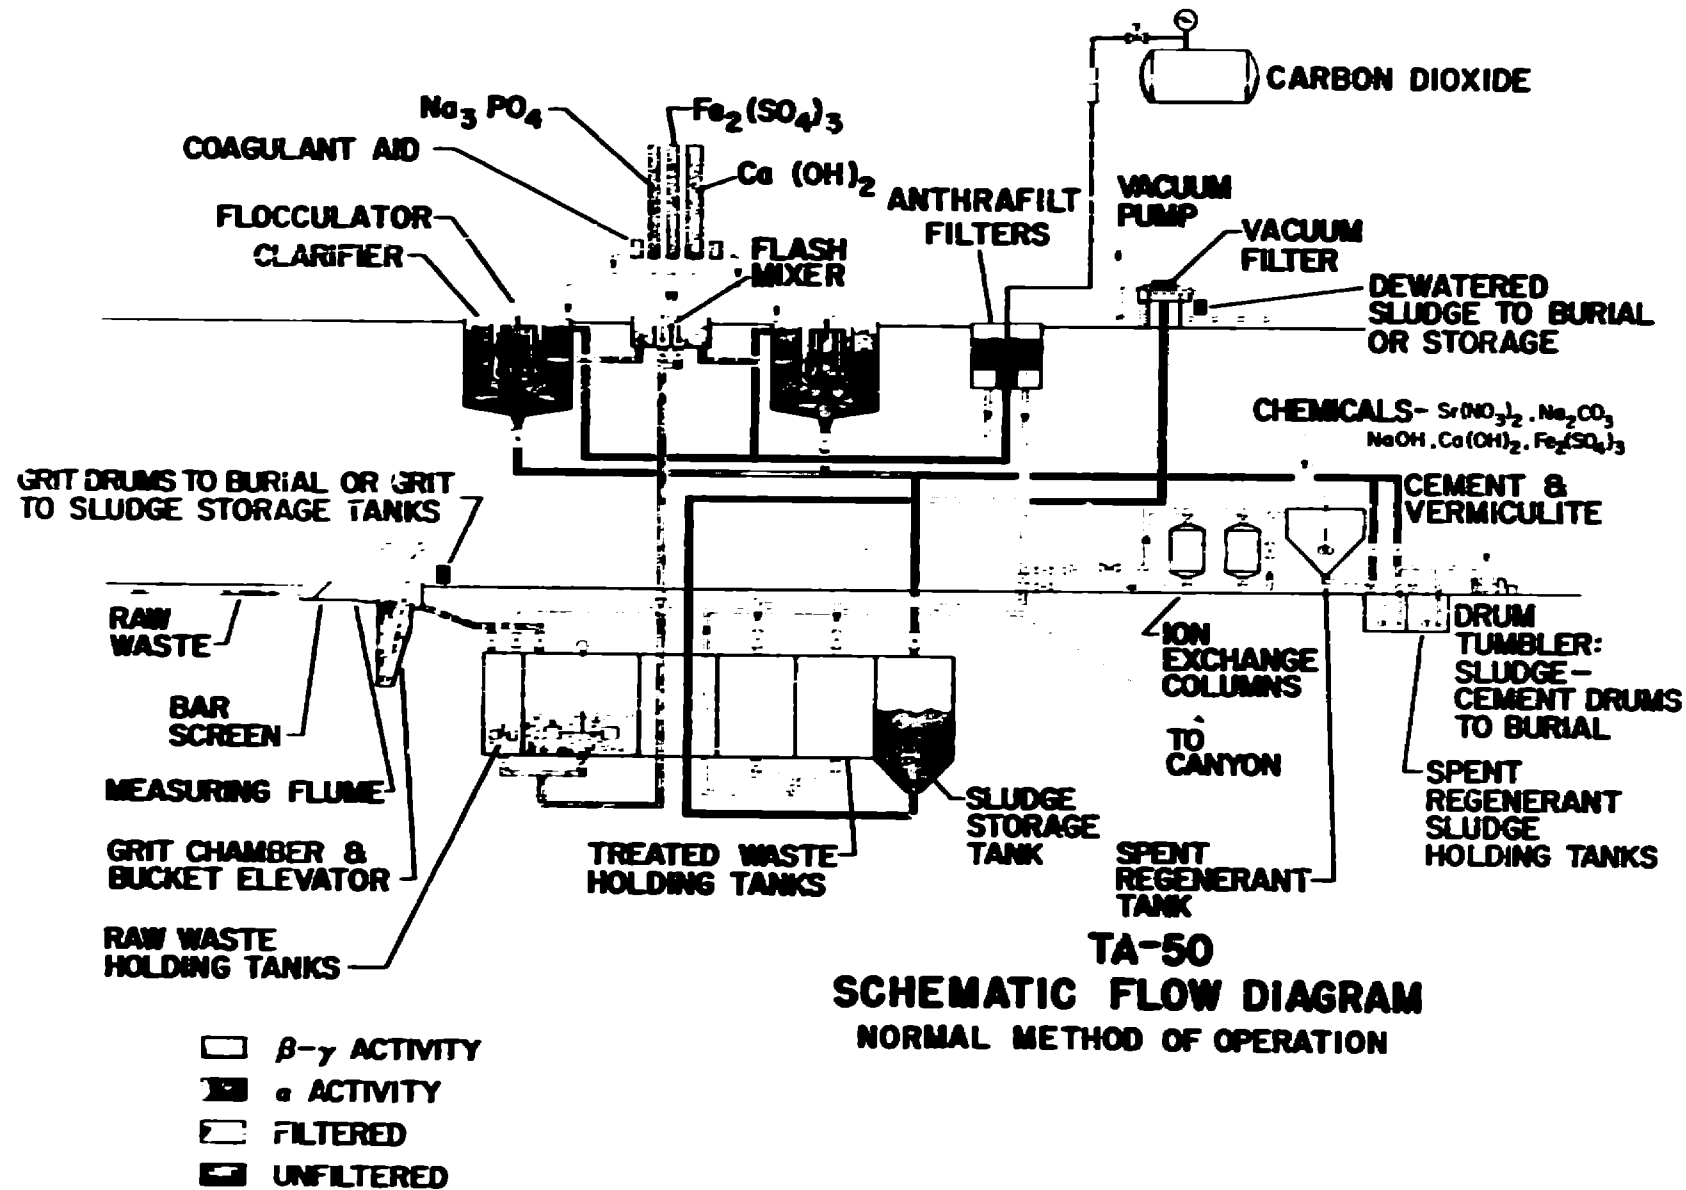 CARBON DIOXIDE
Na3 PO4
Fe2(SO4)3
COAGULANT AID
Ca (OH)2
FLOCCULATOR
CLARIFIER
FLASH
MIXER
ANTHRAFILT
FILTERS
VACUUM
PUMP
VACUUM
FILTER
DEWATERED
SLUDGE TO BURIAL
OR STORAGE
CHEMICALS- Sr(NO3)2 . Na2CO3
NaOH . Ca(OH)2 . Fe2(SO4)3
GRIT DRUMS TO BURIAL OR GRIT
TO SLUDGE STORAGE TANKS
CEMENT &
VERMICULITE
RAW
WASTE
BAR
SCREEN
MEASURING FLUME
GRIT CHAMBER &
BUCKET ELEVATOR
RAW WASTE
HOLDING TANKS
TREATED WASTE
HOLDING TANKS
SLUDGE
STORAGE
TANK
ION
EXCHANGE
COLUMNS
TO
CANYON
SPENT
REGENERANT
TANK
DRUM
TUMBLER:
SLUDGE-
CEMENT DRUMS
TO BURIAL
SPENT
REGENERANT
SLUDGE
HOLDING TANKS
TA-50
SCHEMATIC FLOW DIAGRAM
NORMAL METHOD OF OPERATION
β-γ ACTIVITY
α ACTIVITY
FILTERED
UNFILTERED